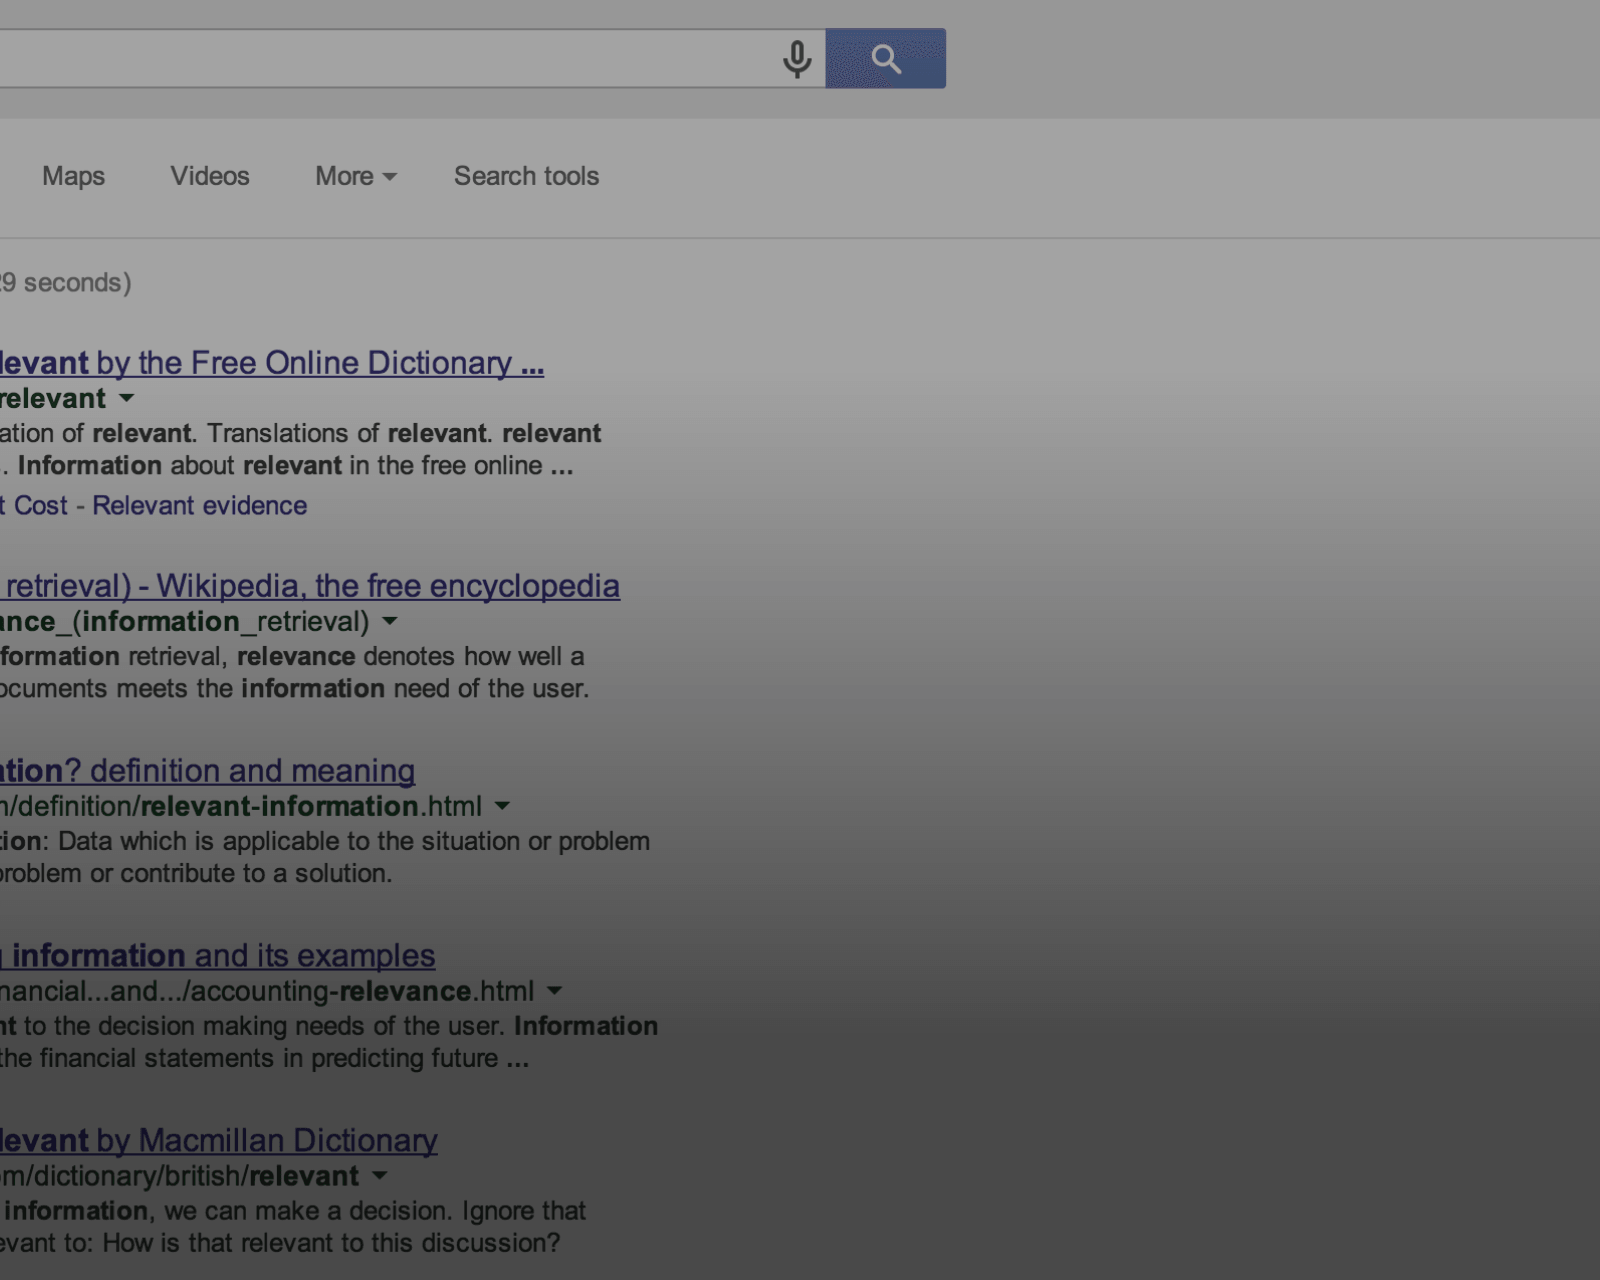 Maps Videos More Search tools
29 seconds)
levant by the Free Online Dictionary ...
relevant
ation of relevant. Translations of relevant. relevant
. Information about relevant in the free online ...
t Cost - Relevant evidence
retrieval) - Wikipedia, the free encyclopedia
ance_(information_retrieval)
formation retrieval, relevance denotes how well a
ocuments meets the information need of the user.
ation? definition and meaning
m/definition/relevant-information.html
tion: Data which is applicable to the situation or problem
problem or contribute to a solution.
information and its examples
nancial...and.../accounting-relevance.html
nt to the decision making needs of the user. Information
the financial statements in predicting future ...
levant by Macmillan Dictionary
om/dictionary/british/relevant
information, we can make a decision. Ignore that
evant to: How is that relevant to this discussion?